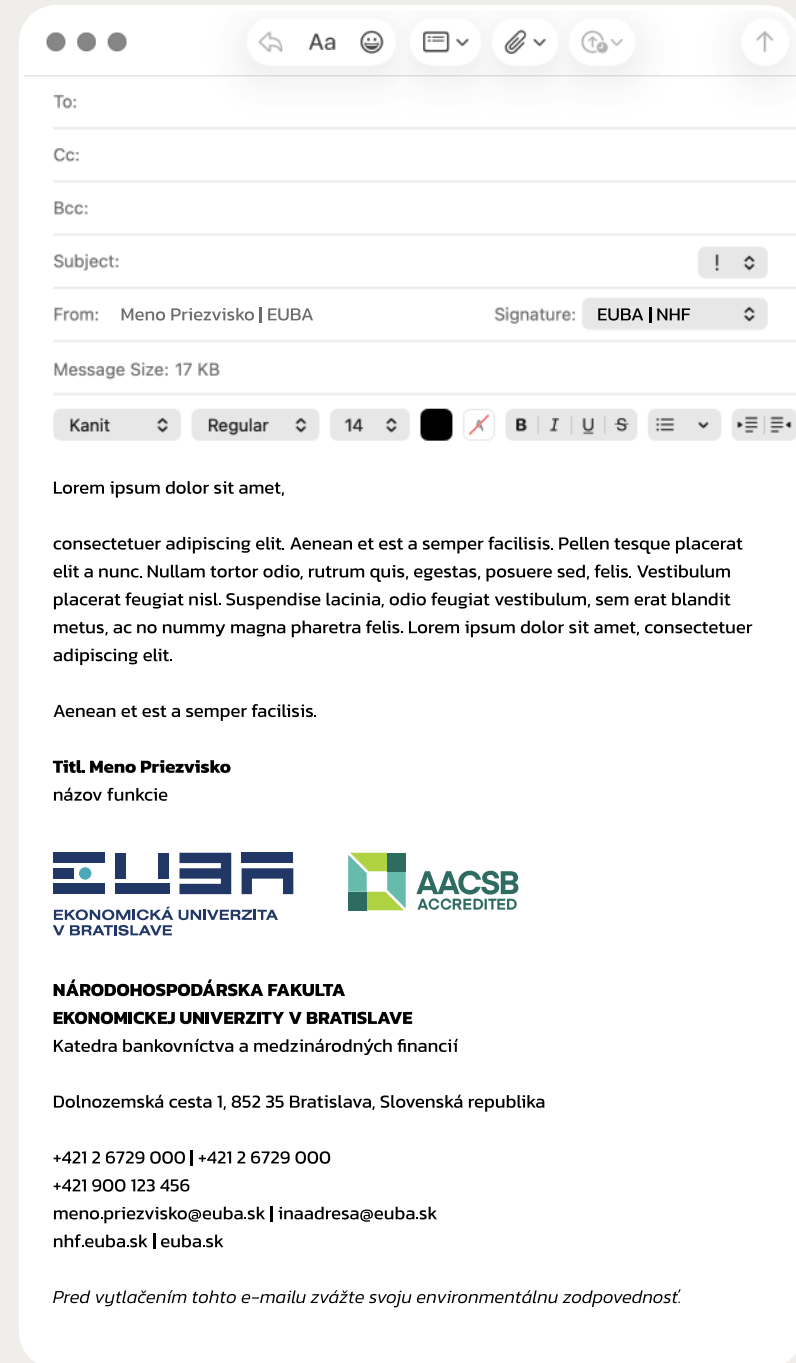 Aa
To:
Cc:
Bcc:
Subject:
!
From: Meno Priezvisko | EUBA Signature: EUBA | NHF
Message Size: 17 KB
Kanit Regular 14 B I U S
Lorem ipsum dolor sit amet,
consectetuer adipiscing elit. Aenean et est a semper facilisis. Pellen tesque placerat
elit a nunc. Nullam tortor odio, rutrum quis, egestas, posuere sed, felis. Vestibulum
placerat feugiat nisl. Suspendise lacinia, odio feugiat vestibulum, sem erat blandit
metus, ac no nummy magna pharetra felis. Lorem ipsum dolor sit amet, consectetuer
adipiscing elit.
Aenean et est a semper facilisis.
Titl. Meno Priezvisko
názov funkcie
EUBA
EKONOMICKÁ UNIVERZITA
V BRATISLAVE
AACSB
ACCREDITED
NÁRODOHOSPODÁRSKA FAKULTA
EKONOMICKEJ UNIVERZITY V BRATISLAVE
Katedra bankovníctva a medzinárodných financií
Dolnozemská cesta 1, 852 35 Bratislava, Slovenská republika
+421 2 6729 000 | +421 2 6729 000
+421 900 123 456
meno.priezvisko@euba.sk | inaadresa@euba.sk
nhf.euba.sk | euba.sk
Pred vytlačením tohto e-mailu zvážte svoju environmentálnu zodpovednosť.